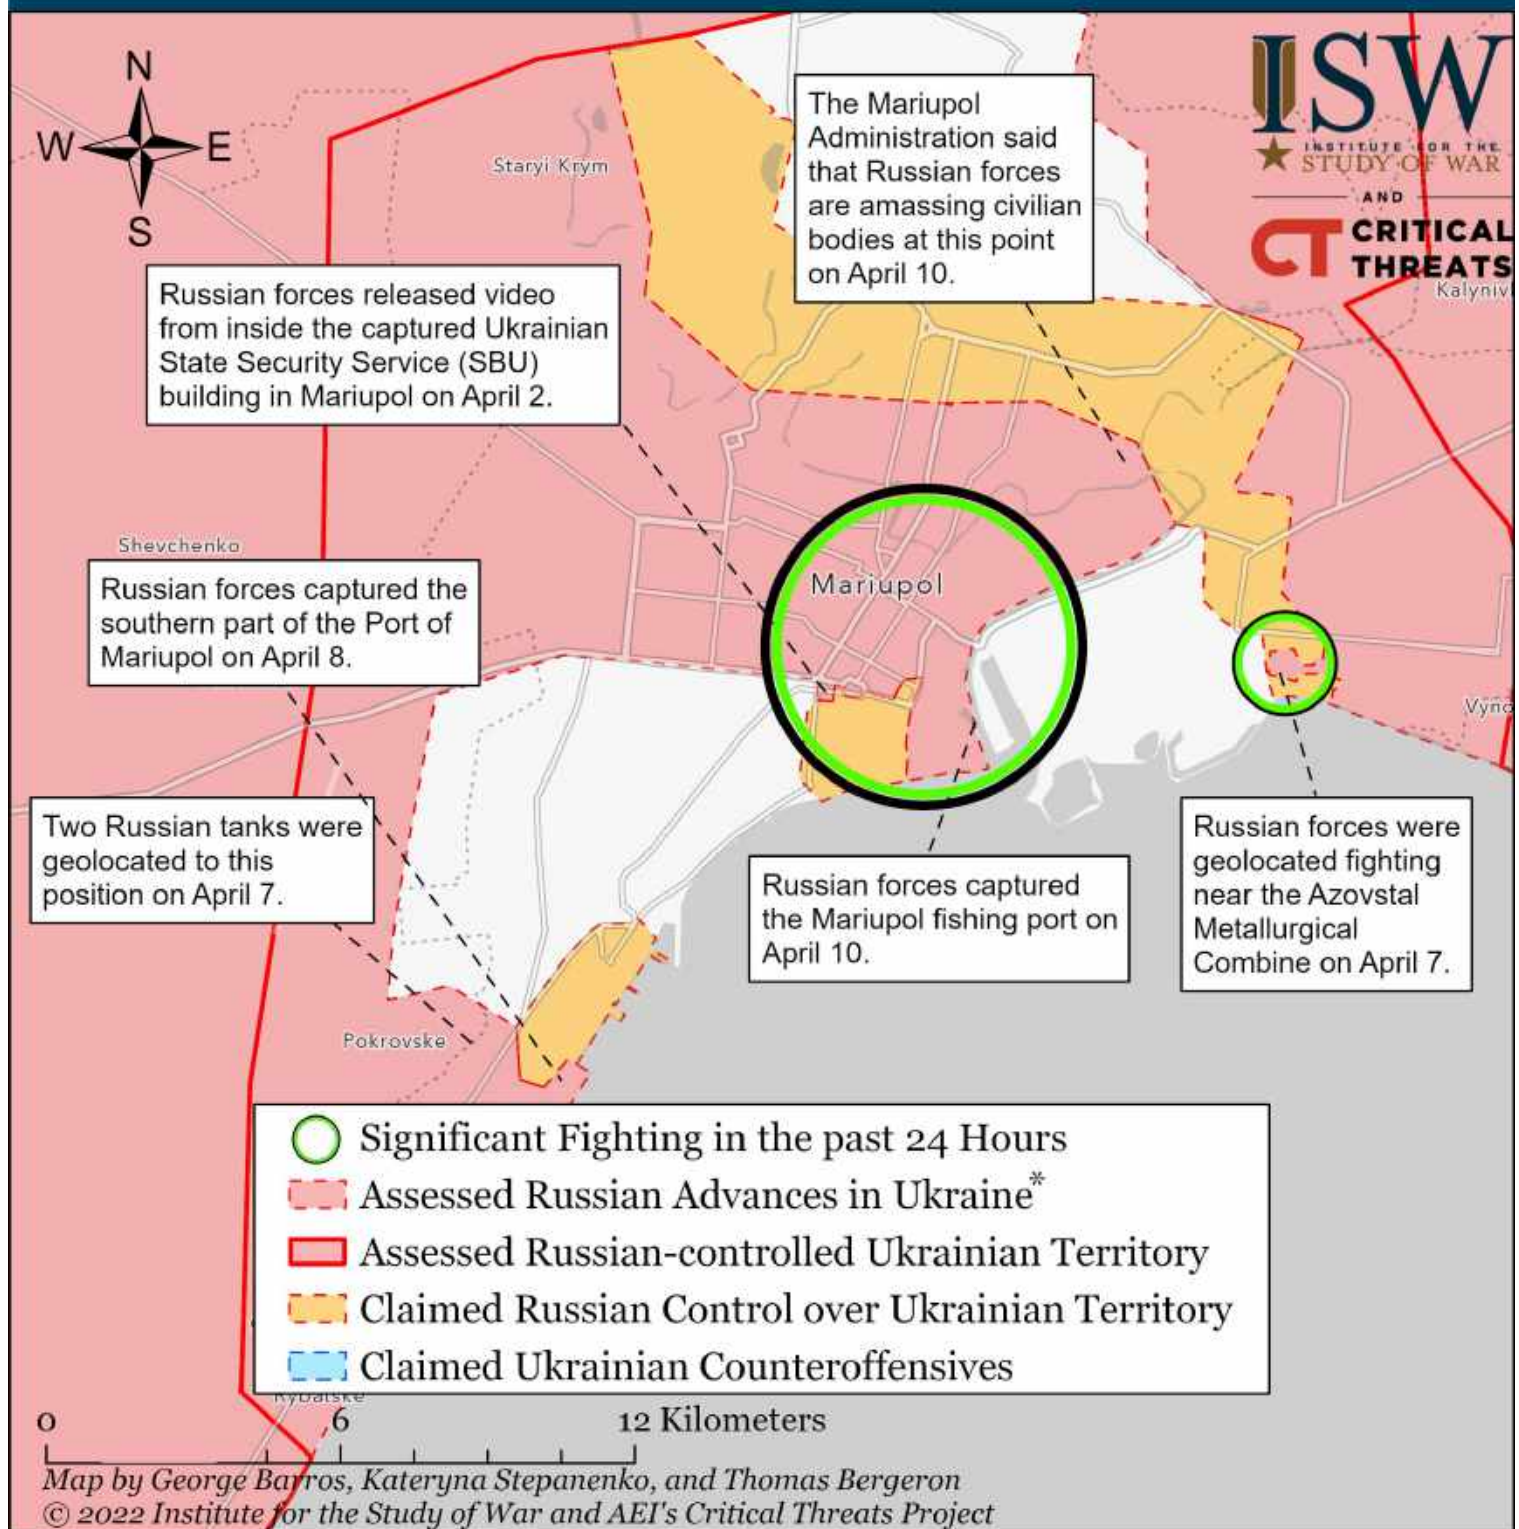 N
W
E
S
Staryi Krym
The Mariupol
Administration said
that Russian forces
are amassing civilian
bodies at this point
on April 10.
ISW
INSTITUTE FOR THE
STUDY OF WAR
AND
CT CRITICAL
THREATS
Russian forces released video
from inside the captured Ukrainian
State Security Service (SBU)
building in Mariupol on April 2.
Shevchenko
Russian forces captured the
southern part of the Port of
Mariupol on April 8.
Mariupol
Two Russian tanks were
geolocated to this
position on April 7.
Russian forces captured
the Mariupol fishing port on
April 10.
Russian forces were
geolocated fighting
near the Azovstal
Metallurgical
Combine on April 7.
Pokrovske
Significant Fighting in the past 24 Hours
Assessed Russian Advances in Ukraine*
Assessed Russian-controlled Ukrainian Territory
Claimed Russian Control over Ukrainian Territory
Claimed Ukrainian Counteroffensives
0 6 12 Kilometers
Map by George Barros, Kateryna Stepanenko, and Thomas Bergeron
© 2022 Institute for the Study of War and AEI's Critical Threats Project